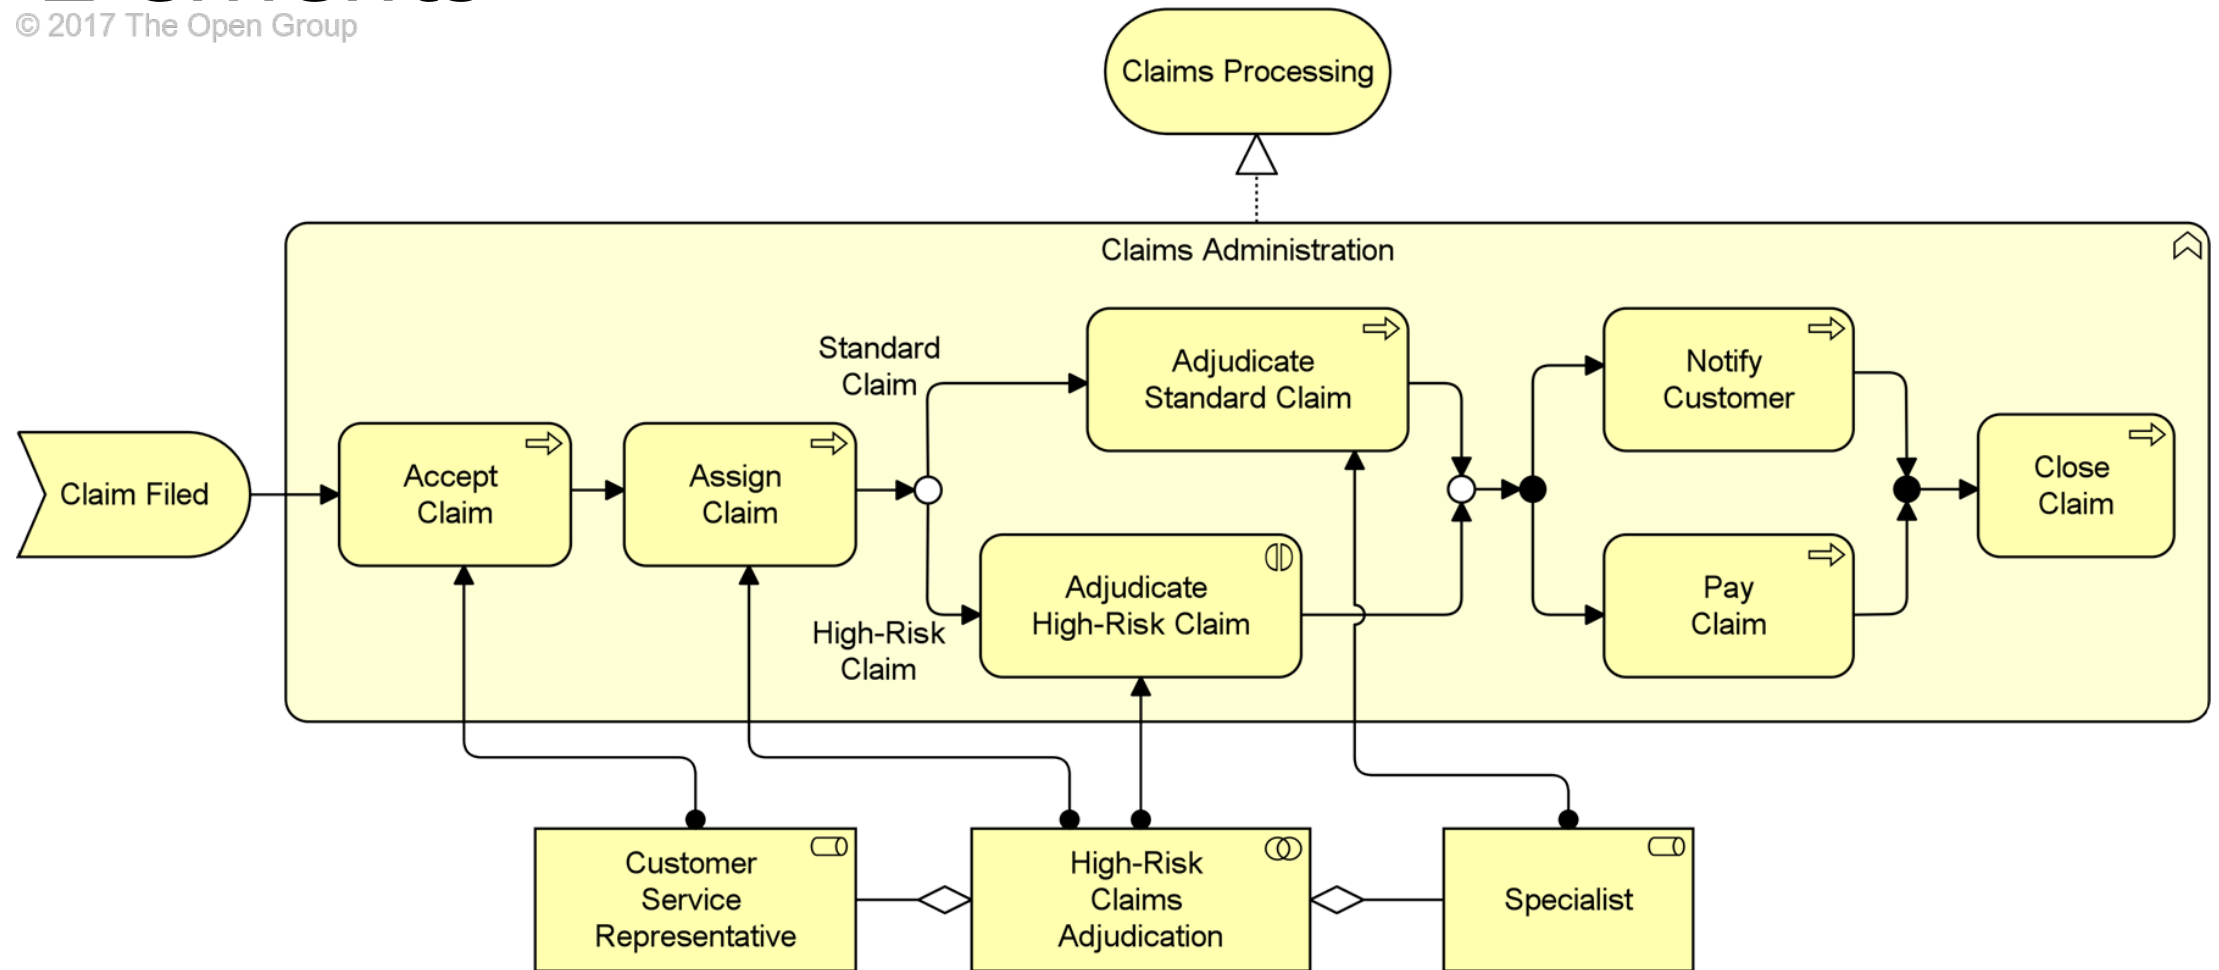 © 2017 The Open Group
Claims Processing
Claims Administration
Standard
Claim
Adjudicate
Standard Claim
Notify
Customer
Claim Filed
Accept
Claim
Assign
Claim
Close
Claim
High-Risk
Claim
Adjudicate
High-Risk Claim
Pay
Claim
Customer
Service
Representative
High-Risk
Claims
Adjudication
Specialist